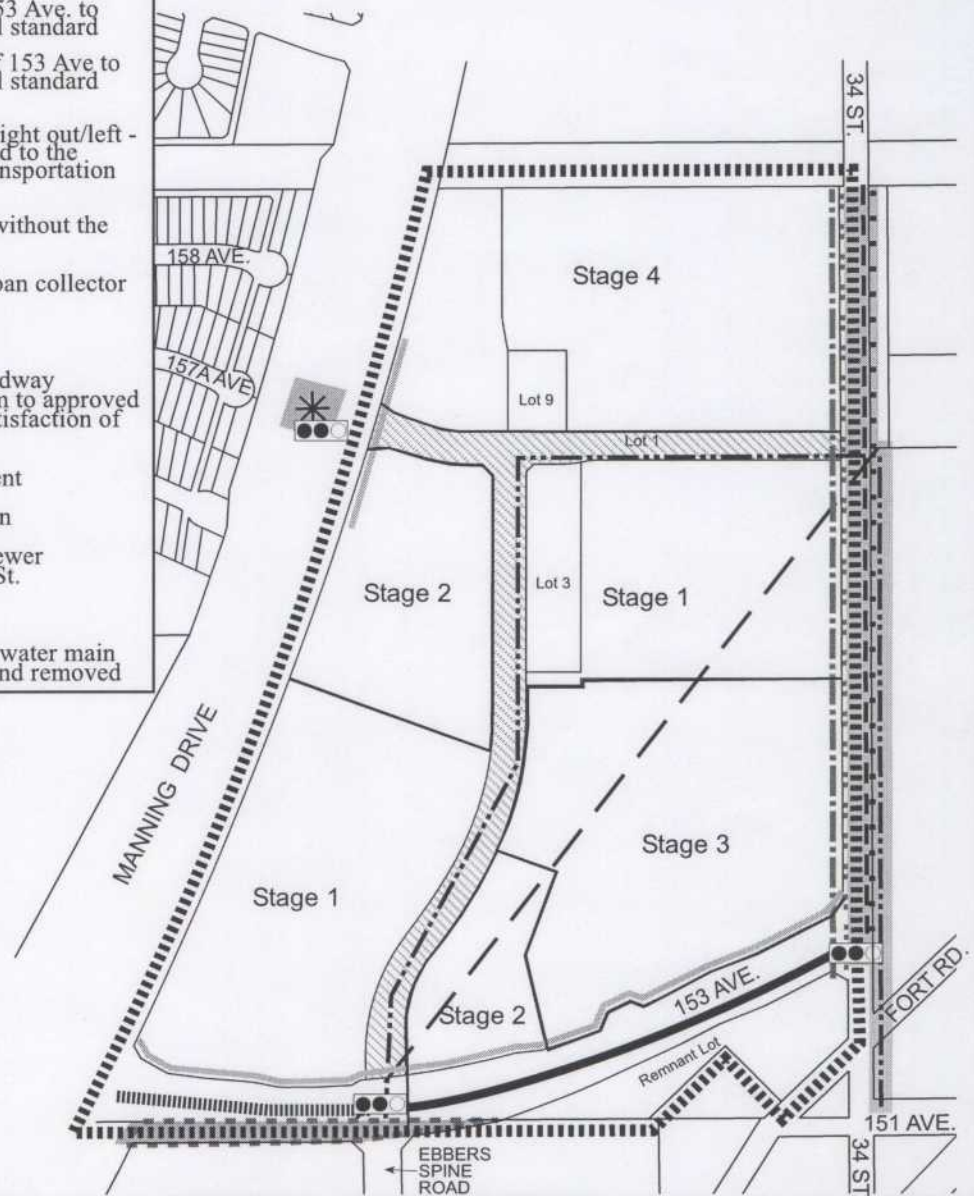 53 Ave. to
standard
153 Ave to
standard
ight out/left -
d to the
nsportation
without the
an collector
dway
n to approved
tisfaction of
ent
n
ewer
St.
water main
nd removed
34 ST.
158 AVE.
157A AVE
Stage 4
Lot 9
Lot 1
Stage 2
Lot 3
Stage 1
MANNING DRIVE
Stage 3
Stage 1
Stage 2
153 AVE.
FORT RD.
Remnant Lot
151 AVE.
EBBERS
SPINE
ROAD
34 ST